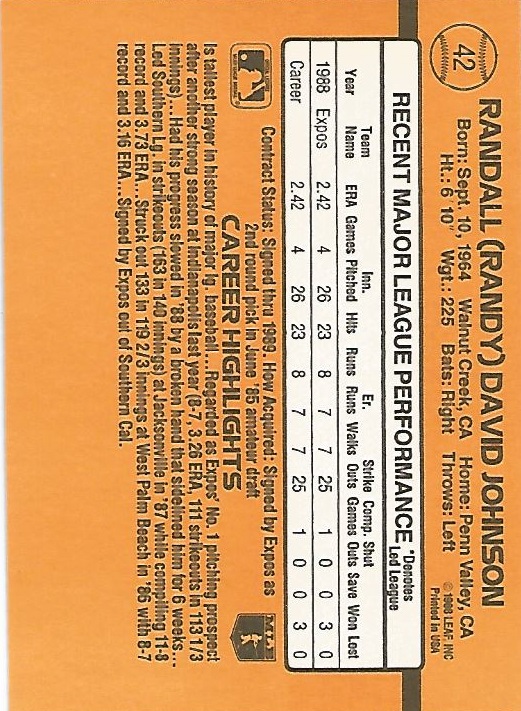 42
RANDALL (RANDY) DAVID JOHNSON
Born: Sept. 10, 1964 Walnut Creek, CA Home: Penn Valley, CA
Ht.: 6' 10" Wgt.: 225 Bats: Right Throws: Left
©1988 LEAF, INC.
Printed in USA
RECENT MAJOR LEAGUE PERFORMANCE *Denotes Led League
Year Team Name ERA Games Inn. Pitched Hits Runs Er. Runs Walks Strike Outs Comp. Games Shut Outs Save Won Lost
1988 Expos 2.42 4 26 23 8 7 7 25 1 0 0 3 0
Career 2.42 4 26 23 8 7 7 25 1 0 0 3 0
Contract Status: Signed thru 1989. How Acquired: Signed by Expos as
2nd round pick in June '85 amateur draft
CAREER HIGHLIGHTS
Is tallest player in history of major lg. baseball... Regarded as Expos' No. 1 pitching prospect
after another strong season at Indianapolis last year (8-7, 3.26 ERA, 111 strikeouts in 113 1/3
innings)... Had his progress slowed in '88 by a broken hand that sidelined him for 6 weeks...
Led Southern Lg. in strikeouts (163 in 140 innings) at Jacksonville in '87 while compiling 11-8
record and 3.73 ERA... Struck out 133 in 119 2/3 innings at West Palm Beach in '86 with 8-7
record and 3.16 ERA... Signed by Expos out of Southern Cal.